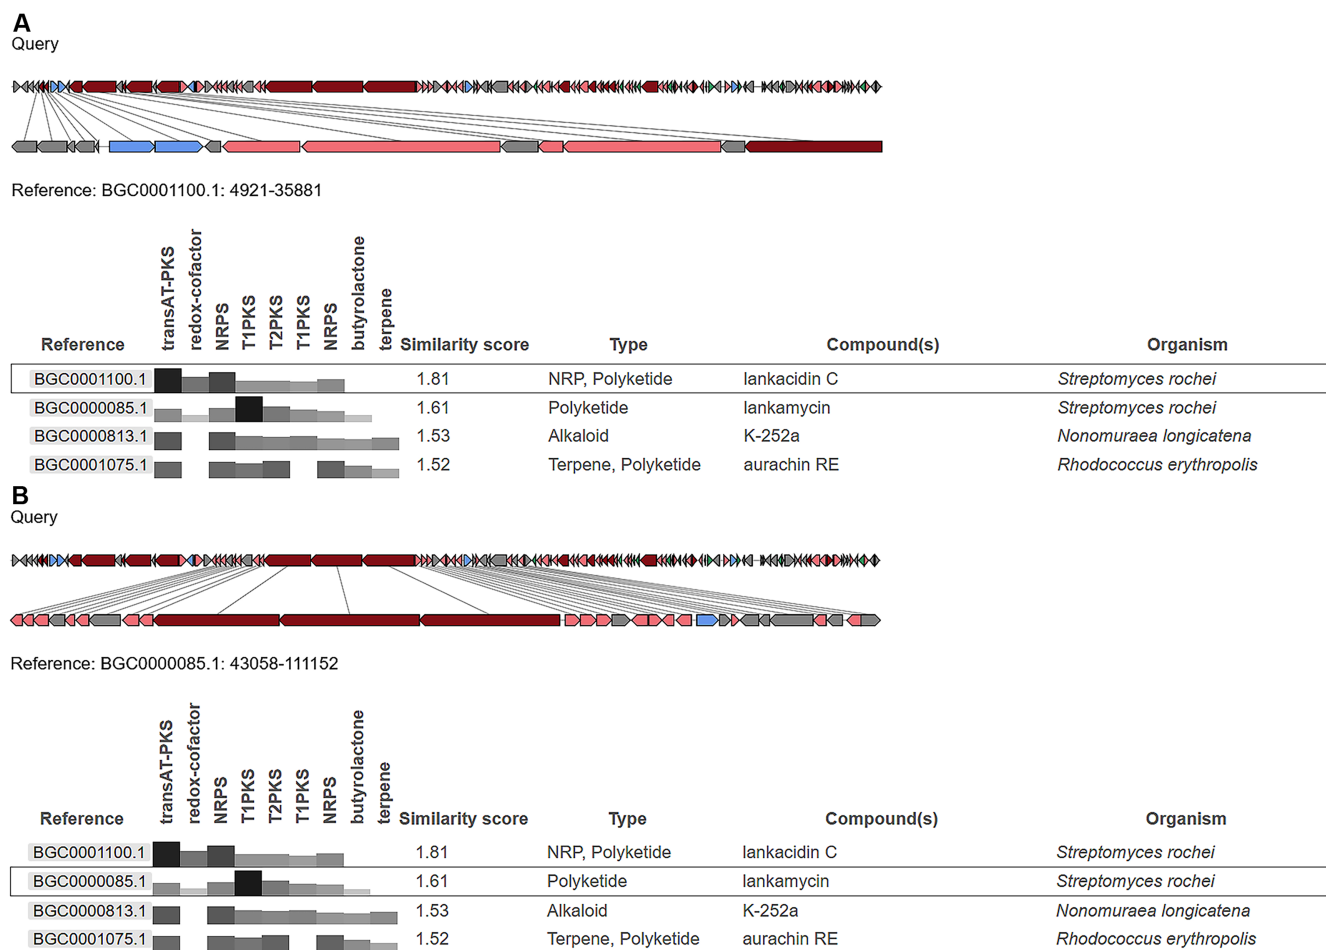 A
Query
Reference: BGC0001100.1: 4921-35881
Reference transAT-PKS redox-cofactor NRPS T1PKS T2PKS T1PKS NRPS butyrolactone terpene Similarity score Type Compound(s) Organism
BGC0001100.1 1.81 NRP, Polyketide lankacidin C Streptomyces rochei
BGC0000085.1 1.61 Polyketide lankamycin Streptomyces rochei
BGC0000813.1 1.53 Alkaloid K-252a Nonomuraea longicatena
BGC0001075.1 1.52 Terpene, Polyketide aurachin RE Rhodococcus erythropolis
B
Query
Reference: BGC0000085.1: 43058-111152
Reference transAT-PKS redox-cofactor NRPS T1PKS T2PKS T1PKS NRPS butyrolactone terpene Similarity score Type Compound(s) Organism
BGC0001100.1 1.81 NRP, Polyketide lankacidin C Streptomyces rochei
BGC0000085.1 1.61 Polyketide lankamycin Streptomyces rochei
BGC0000813.1 1.53 Alkaloid K-252a Nonomuraea longicatena
BGC0001075.1 1.52 Terpene, Polyketide aurachin RE Rhodococcus erythropolis